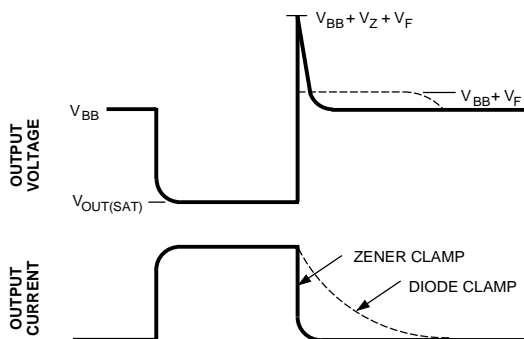 V_BB + V_Z + V_F
V_BB + V_F
V_BB
OUTPUT
VOLTAGE
V_OUT(SAT)
ZENER CLAMP
DIODE CLAMP
OUTPUT
CURRENT